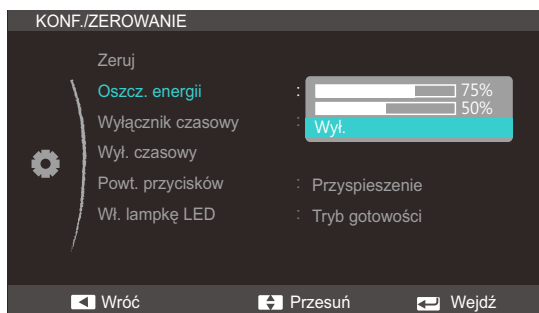 KONF./ZEROWANIE
Zeruj
Oszcz. energii : 75%
50%
Wyłącznik czasowy : Wył.
Wył. czasowy
Powt. przycisków : Przyspieszenie
Wł. lampkę LED : Tryb gotowości
Wróć Przesuń Wejdź